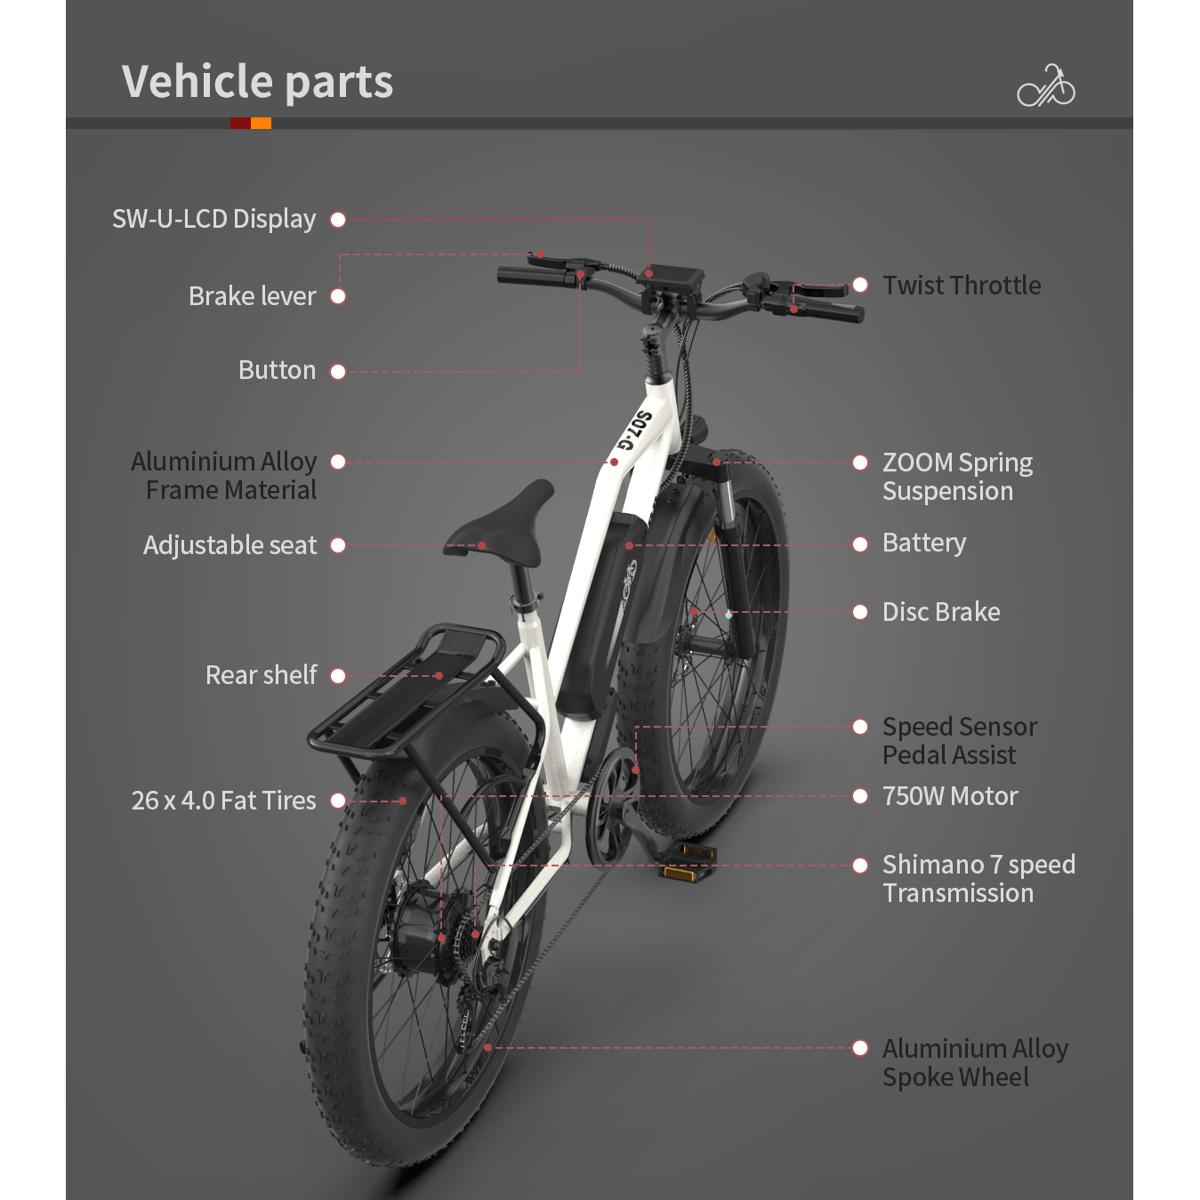 Vehicle parts
SW-U-LCD Display
Brake lever
Button
Aluminium Alloy
Frame Material
Adjustable seat
Rear shelf
26 x 4.0 Fat Tires
Twist Throttle
ZOOM Spring
Suspension
Battery
Disc Brake
Speed Sensor
Pedal Assist
750W Motor
Shimano 7 speed
Transmission
Aluminium Alloy
Spoke Wheel
S07-G